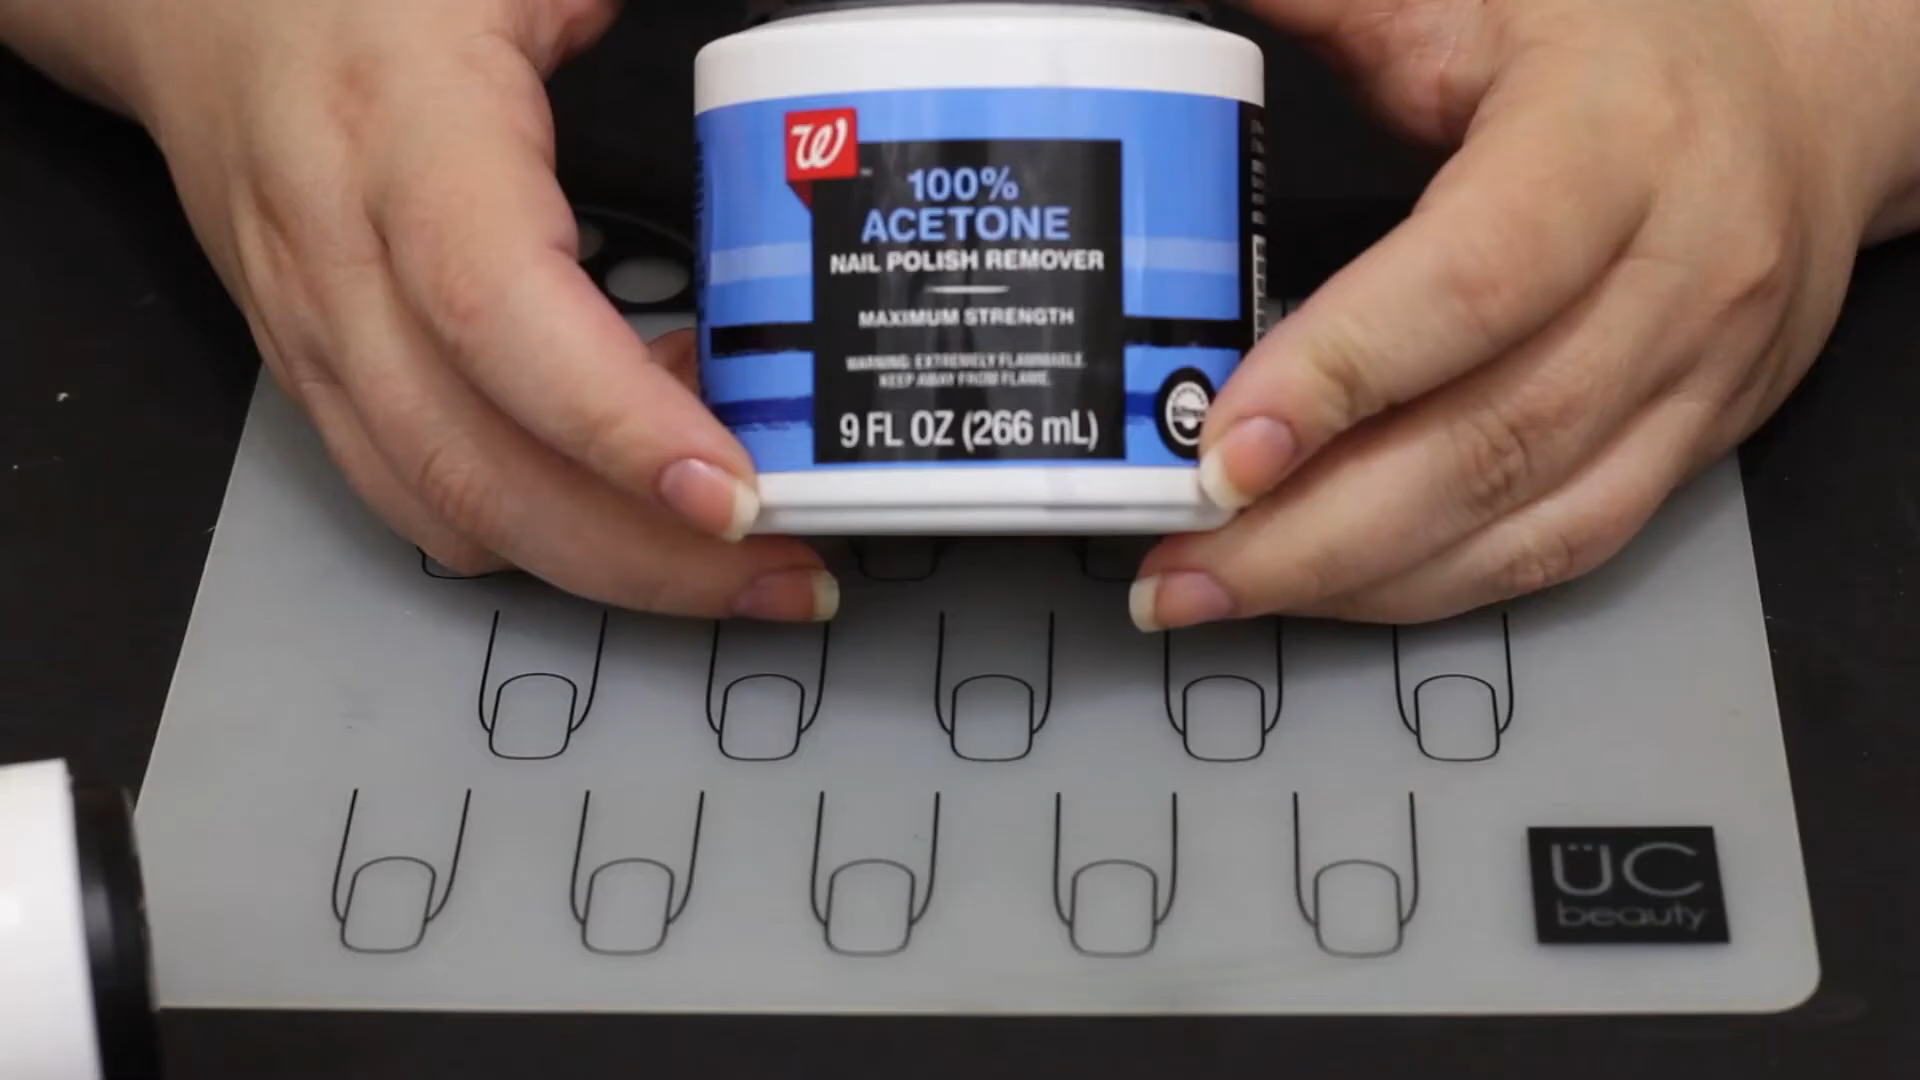 W
100%
ACETONE
NAIL POLISH REMOVER
MAXIMUM STRENGTH
WARNING: EXTREMELY FLAMMABLE.
KEEP AWAY FROM FLAME.
9 FL OZ (266 mL)
ÜC
beauty